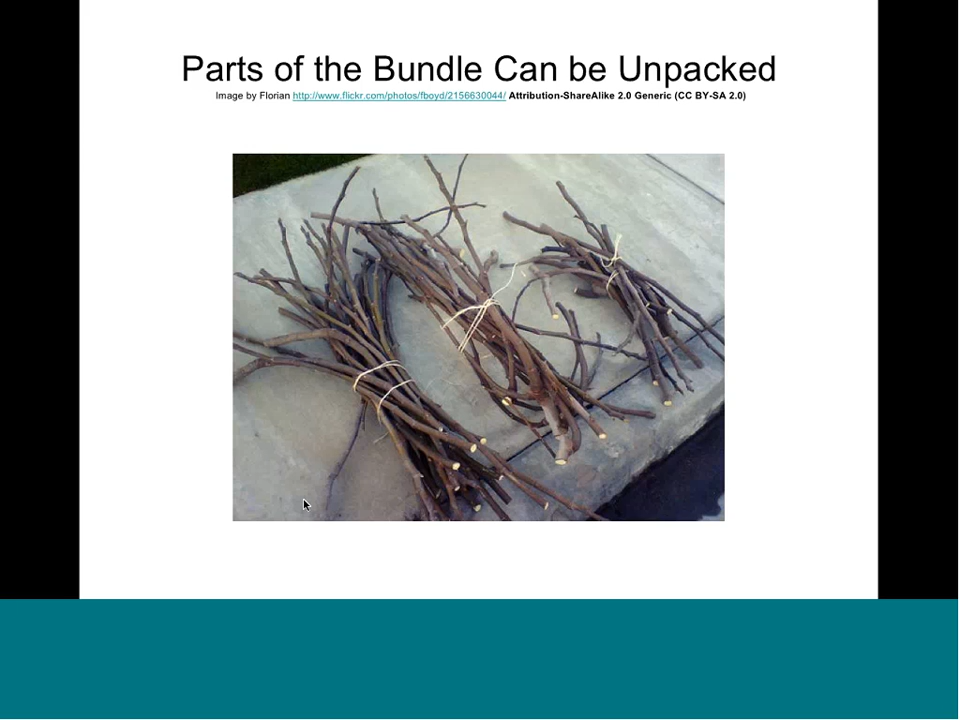 Parts of the Bundle Can be Unpacked
Image by Florian http://www.flickr.com/photos/fboyd/2156630044/ Attribution-ShareAlike 2.0 Generic (CC BY-SA 2.0)